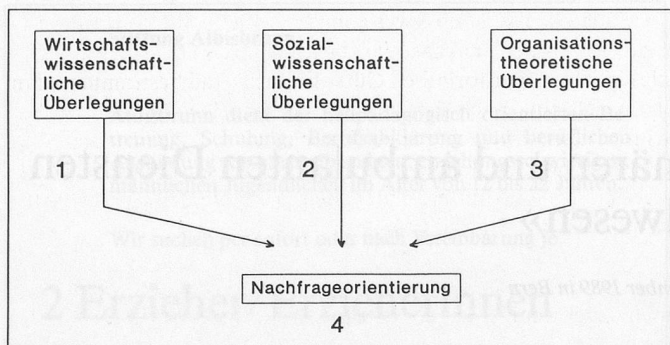 Wirtschafts-
wissenschaft-
liche
Überlegungen
1
Sozial-
wissenschaft-
liche
Überlegungen
2
Organisations-
theoretische
Überlegungen
3
Nachfrageorientierung
4